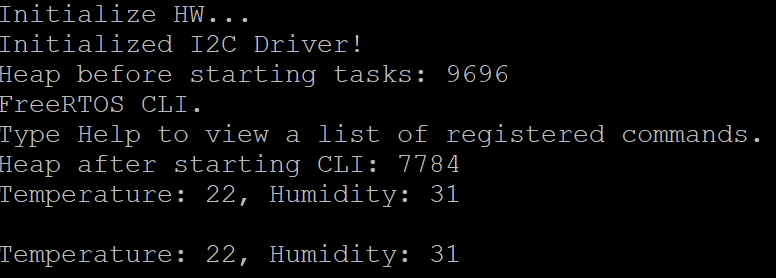 Initialize HW...
Initialized I2C Driver!
Heap before starting tasks: 9696
FreeRTOS CLI.
Type Help to view a list of registered commands.
Heap after starting CLI: 7784
Temperature: 22, Humidity: 31
Temperature: 22, Humidity: 31